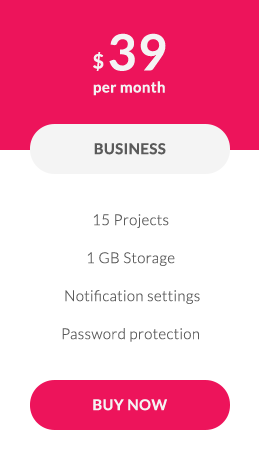 $ 39
per month
BUSINESS
15 Projects
1 GB Storage
Notification settings
Password protection
BUY NOW